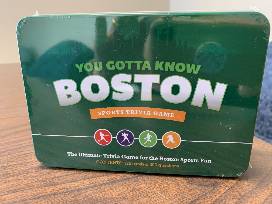 YOU GOTTA KNOW
BOSTON
SPORTS TRIVIA GAME
The Ultimate Trivia Game for the Boston Sports Fan